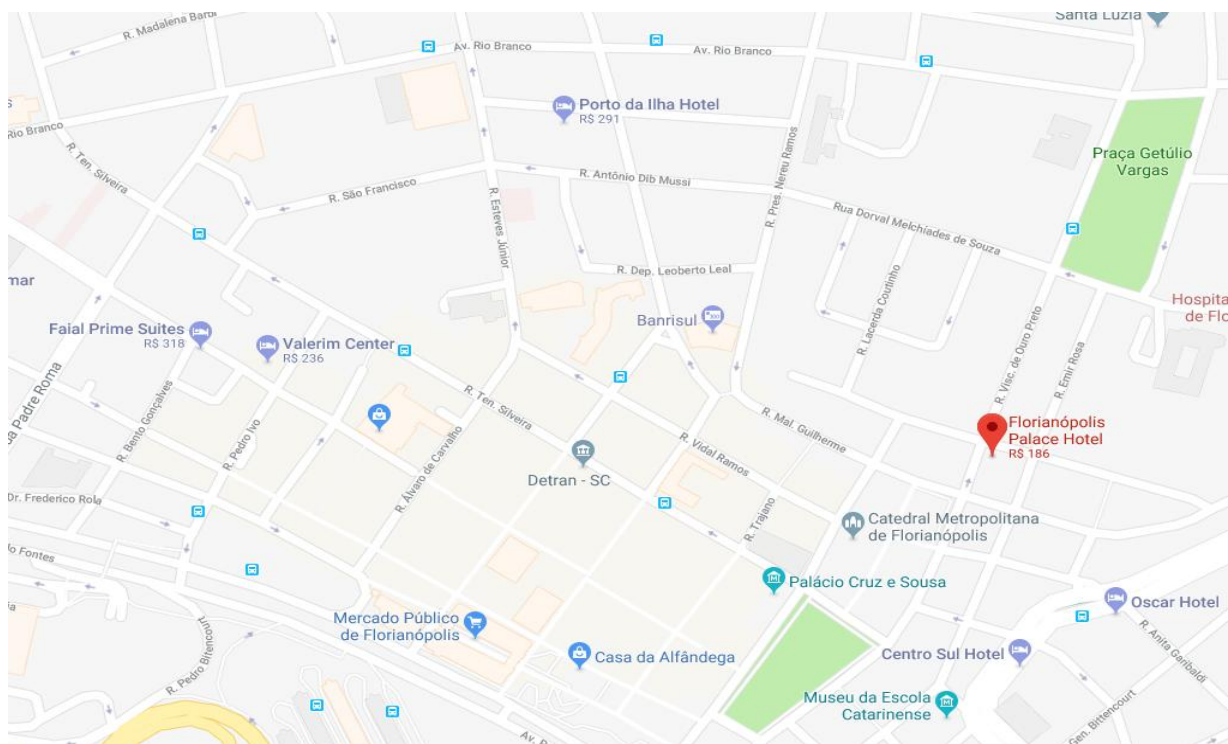 Santa Luzia
R. Madalena Barbi
Av. Rio Branco
Av. Rio Branco
Porto da Ilha Hotel
R$ 291
Rio Branco
R. Ten. Silveira
Praça Getúlio
Vargas
R. São Francisco
R. Antônio Dib Mussi
R. Pres. Nereu Ramos
R. Esteves Júnior
Rua Dorval Melchíades de Souza
R. Dep. Leoberto Leal
mar
R. Lacerda Coutinho
Hospita
de Flo
Banrisul
Faial Prime Suites
R$ 318
Valerim Center
R$ 236
R. Visc. de Ouro Preto
R. Emir Rosa
Padre Roma
R. Bento Gonçalves
R. Pedro Ivo
R. Ten. Silveira
R. Mal. Guilherme
Florianópolis
Palace Hotel
R$ 186
R. Álvaro de Carvalho
R. Vidal Ramos
Detran - SC
Dr. Frederico Rola
R. Trajano
Catedral Metropolitana
de Florianópolis
do Fontes
Palácio Cruz e Sousa
Oscar Hotel
Mercado Público
de Florianópolis
R. Pedro Bitencourt
Casa da Alfândega
Centro Sul Hotel
R. Anita Garibaldi
Museu da Escola
Catarinense
Gen. Bittencourt
Av. P